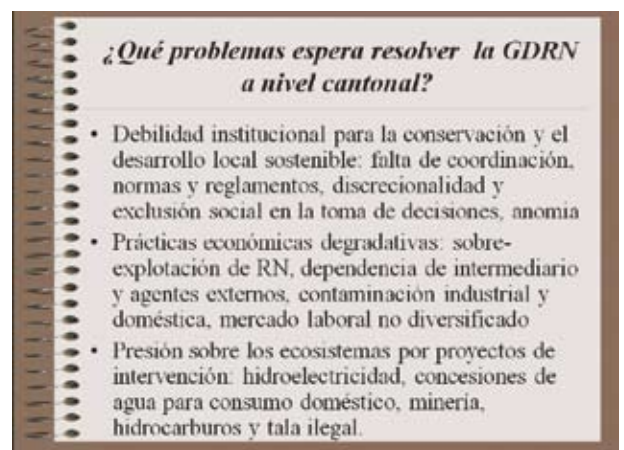 ¿Qué problemas espera resolver la GDRN
a nivel cantonal?
• Debilidad institucional para la conservación y el
desarrollo local sostenible: falta de coordinación,
normas y reglamentos, discrecionalidad y
exclusión social en la toma de decisiones, anomia
• Prácticas económicas degradativas: sobre-
explotación de RN, dependencia de intermediario
y agentes externos, contaminación industrial y
doméstica, mercado laboral no diversificado
• Presión sobre los ecosistemas por proyectos de
intervención: hidroelectricidad, concesiones de
agua para consumo doméstico, minería,
hidrocarburos y tala ilegal.